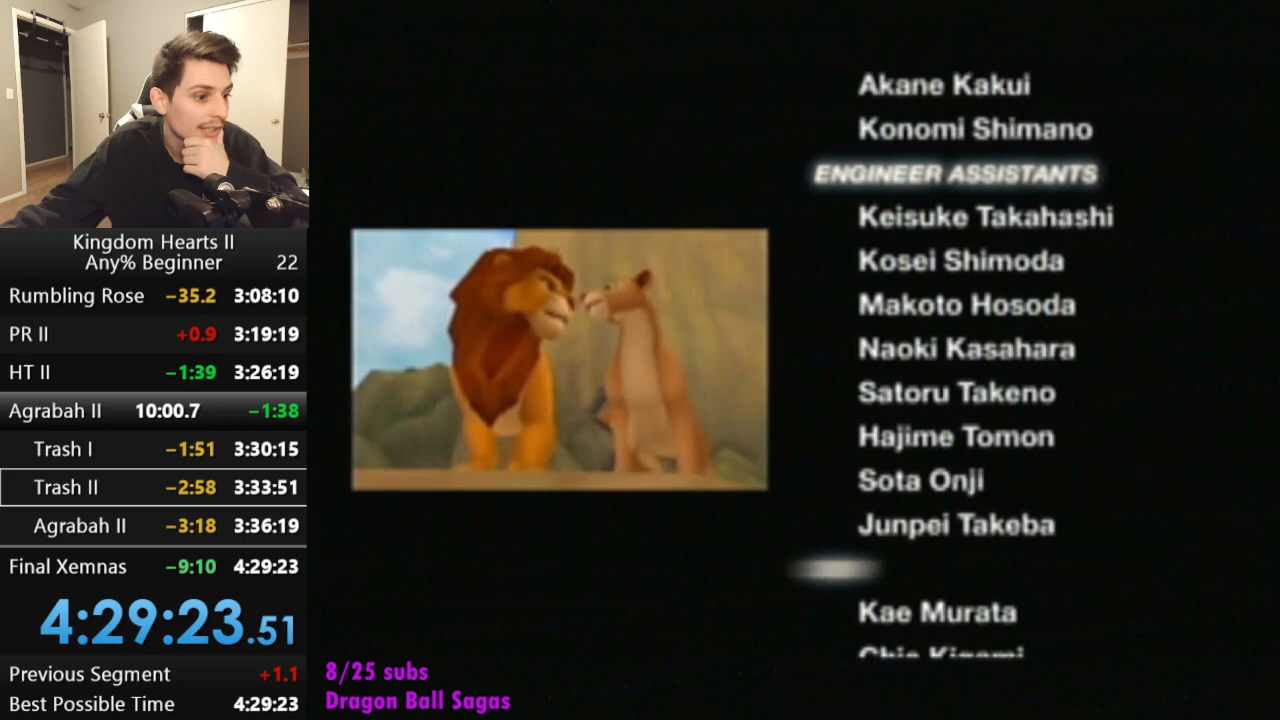 Kingdom Hearts II
Any% Beginner 22
Rumbling Rose -35.2 3:08:10
PR II +0.9 3:19:19
HT II -1:39 3:26:19
Agrabah II 10:00.7 -1:38
Trash I -1:51 3:30:15
Trash II -2:58 3:33:51
Agrabah II -3:18 3:36:19
Final Xemnas -9:10 4:29:23
4:29:23.51
Previous Segment +1.1
Best Possible Time 4:29:23
8/25 subs
Dragon Ball Sagas
Akane Kakui
Konomi Shimano
ENGINEER ASSISTANTS
Keisuke Takahashi
Kosei Shimoda
Makoto Hosoda
Naoki Kasahara
Satoru Takeno
Hajime Tomon
Sota Onji
Junpei Takeba
Kae Murata